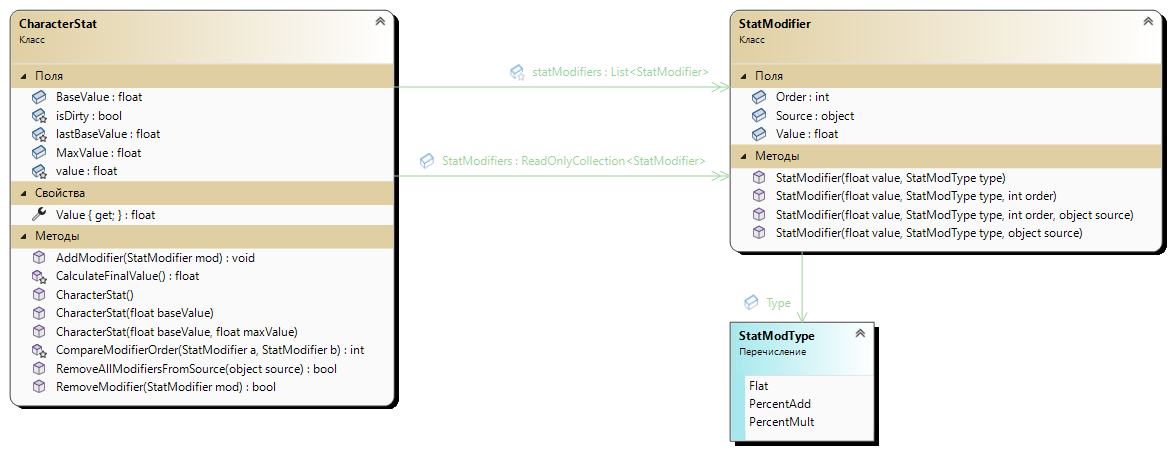 CharacterStat
Класс
Поля
BaseValue : float
isDirty : bool
lastBaseValue : float
MaxValue : float
value : float
Свойства
Value { get; } : float
Методы
AddModifier(StatModifier mod) : void
CalculateFinalValue() : float
CharacterStat()
CharacterStat(float baseValue)
CharacterStat(float baseValue, float maxValue)
CompareModifierOrder(StatModifier a, StatModifier b) : int
RemoveAllModifiersFromSource(object source) : bool
RemoveModifier(StatModifier mod) : bool
statModifiers : List<StatModifier>
StatModifiers : ReadOnlyCollection<StatModifier>
StatModifier
Класс
Поля
Order : int
Source : object
Value : float
Методы
StatModifier(float value, StatModType type)
StatModifier(float value, StatModType type, int order)
StatModifier(float value, StatModType type, int order, object source)
StatModifier(float value, StatModType type, object source)
Type
StatModType
Перечисление
Flat
PercentAdd
PercentMult